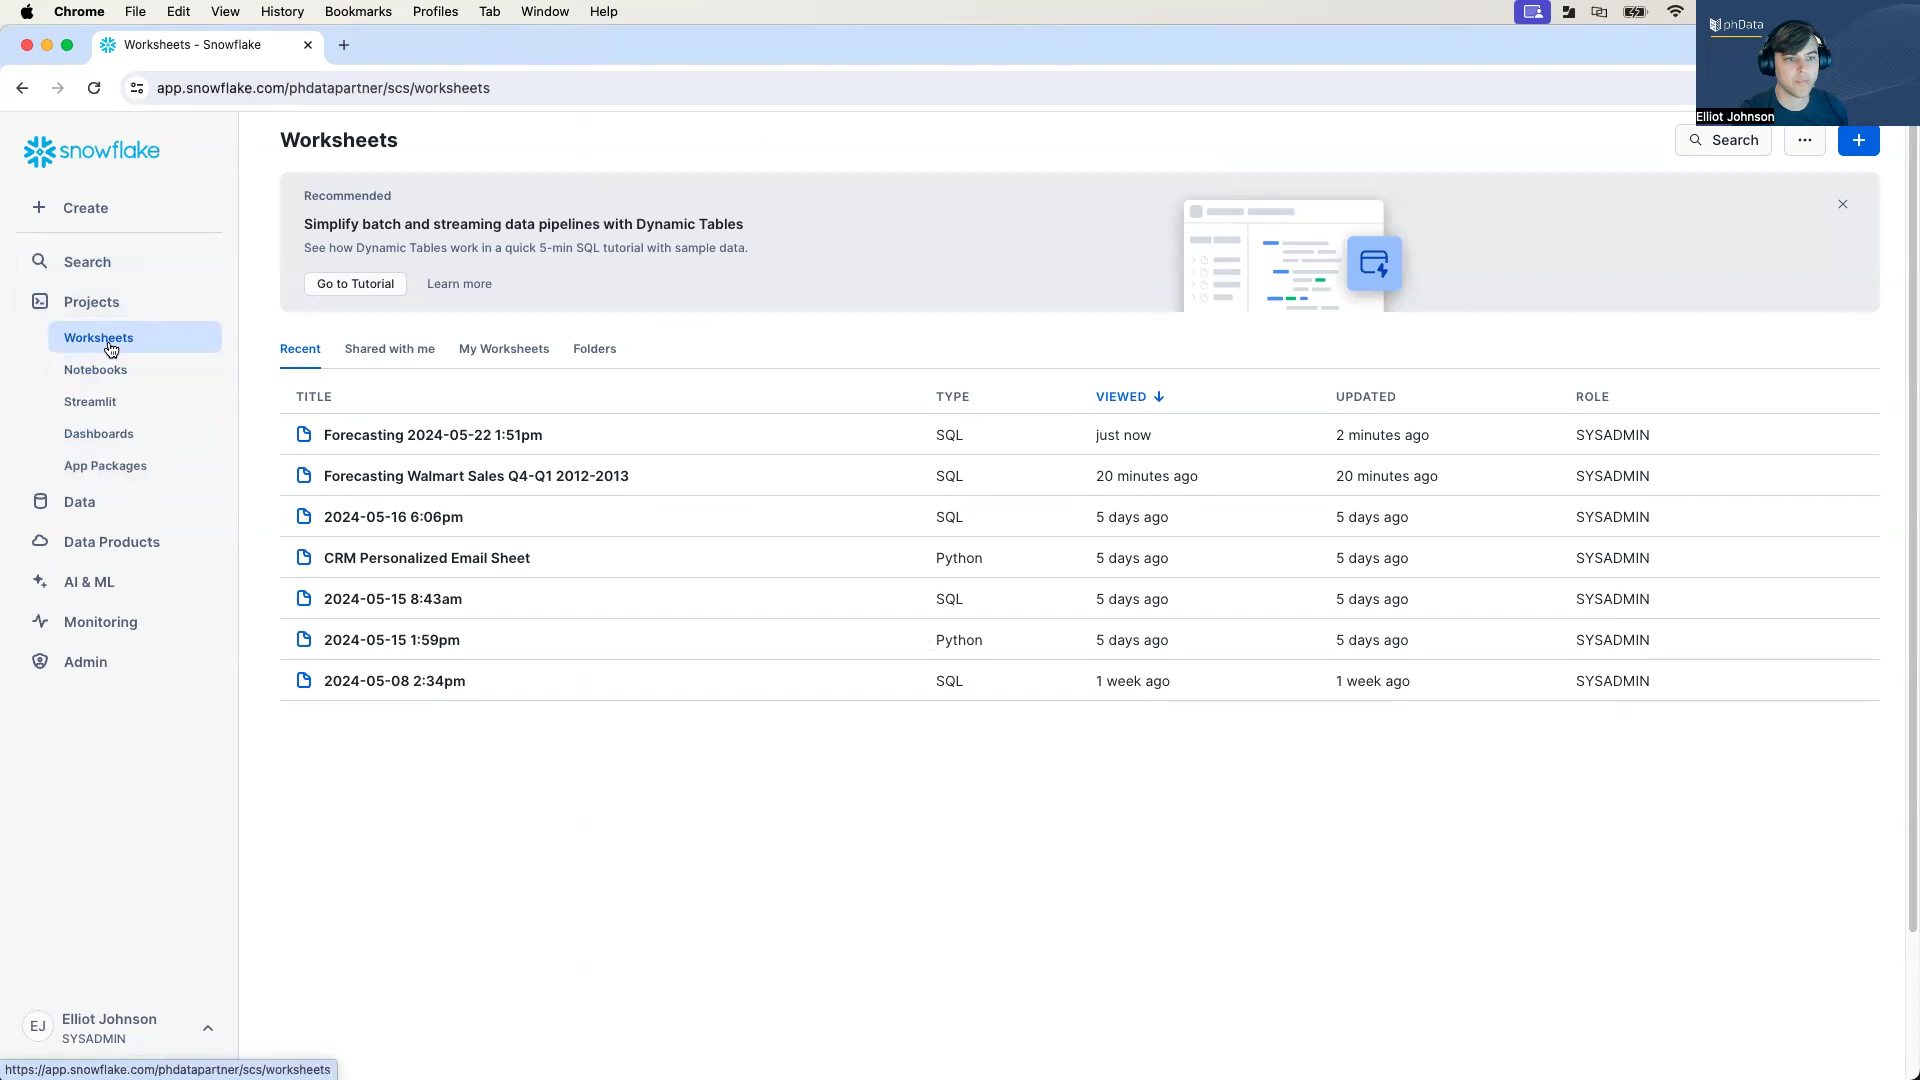 Chrome File Edit View History Bookmarks Profiles Tab Window Help
Worksheets - Snowflake
app.snowflake.com/phdatapartner/scs/worksheets
phData
Elliot Johnson
snowflake
Create
Search
Projects
Worksheets
Notebooks
Streamlit
Dashboards
App Packages
Data
Data Products
AI & ML
Monitoring
Admin
EJ
Elliot Johnson
SYSADMIN
https://app.snowflake.com/phdatapartner/scs/worksheets
Worksheets
Search
Recommended
Simplify batch and streaming data pipelines with Dynamic Tables
See how Dynamic Tables work in a quick 5-min SQL tutorial with sample data.
Go to Tutorial Learn more
Recent Shared with me My Worksheets Folders
TITLE TYPE VIEWED UPDATED ROLE
Forecasting 2024-05-22 1:51pm SQL just now 2 minutes ago SYSADMIN
Forecasting Walmart Sales Q4-Q1 2012-2013 SQL 20 minutes ago 20 minutes ago SYSADMIN
2024-05-16 6:06pm SQL 5 days ago 5 days ago SYSADMIN
CRM Personalized Email Sheet Python 5 days ago 5 days ago SYSADMIN
2024-05-15 8:43am SQL 5 days ago 5 days ago SYSADMIN
2024-05-15 1:59pm Python 5 days ago 5 days ago SYSADMIN
2024-05-08 2:34pm SQL 1 week ago 1 week ago SYSADMIN